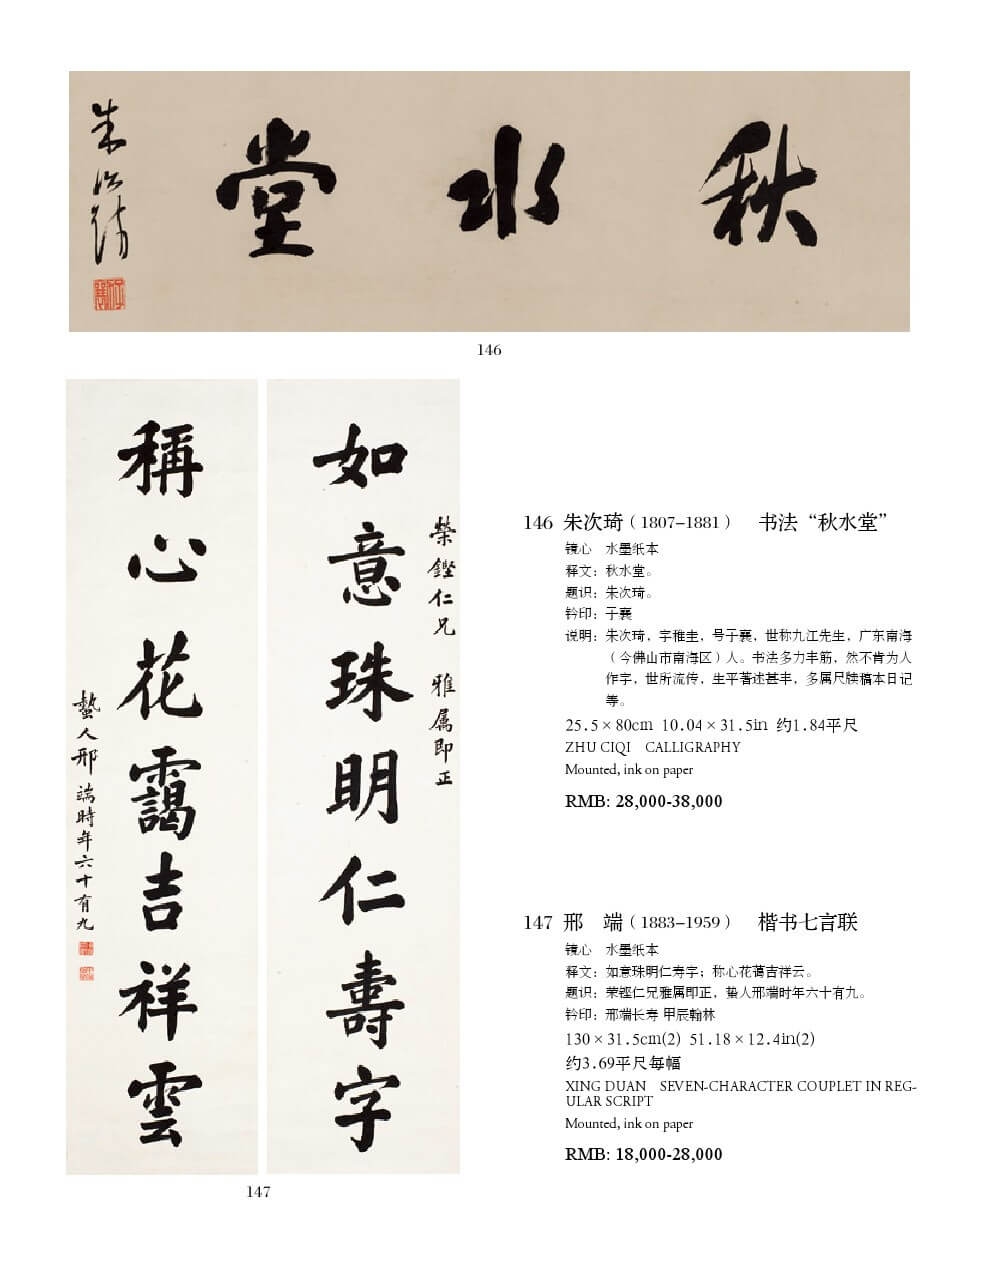 秋水堂
朱次琦
146
如意珠明仁壽字
榮鏗仁兄 雅属即正
稱心花靄吉祥雲
蟄人邢端時年六十有九
147
146 朱次琦（1807–1881） 书法“秋水堂”
镜心 水墨纸本
释文：秋水堂。
题识：朱次琦。
钤印：子襄
说明：朱次琦，字稚圭，号子襄，世称九江先生，广东南海
（今佛山市南海区）人。书法多力丰筋，然不肯为人
作字，世所流传，生平著述甚丰，多属尺牍稿本日记
等。
25.5×80cm 10.04×31.5in 约1.84平尺
ZHU CIQI CALLIGRAPHY
Mounted, ink on paper
RMB: 28,000-38,000
147 邢 端（1883–1959） 楷书七言联
镜心 水墨纸本
释文：如意珠明仁寿字；称心花蔼吉祥云。
题识：荣铿仁兄雅属即正，蛰人邢端时年六十有九。
钤印：邢端长寿 甲辰翰林
130×31.5cm(2) 51.18×12.4in(2)
约3.69平尺每幅
XING DUAN SEVEN-CHARACTER COUPLET IN REG-
ULAR SCRIPT
Mounted, ink on paper
RMB: 18,000-28,000